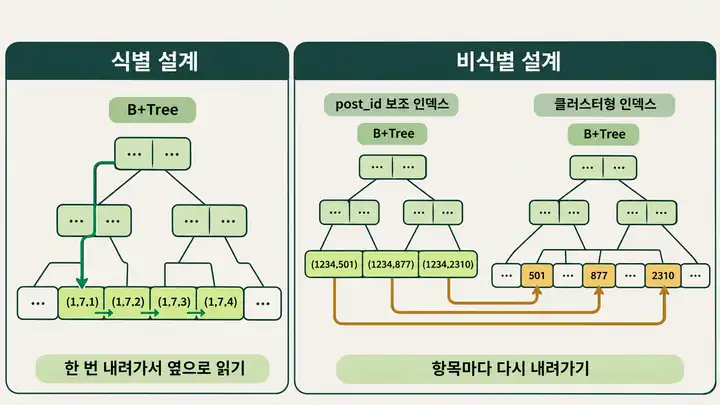 식별 설계
B+Tree
... ...
... ... ... ...
... (1,7,1) (1,7,2) (1,7,3) (1,7,4) ...
한 번 내려가서 옆으로 읽기
비식별 설계
post_id 보조 인덱스
B+Tree
... ...
... ... ... ...
(1234,501) (1234,877) (1234,2310)
클러스터형 인덱스
B+Tree
... ...
... ... ... ...
... 501 ... 877 ... 2310 ...
항목마다 다시 내려가기